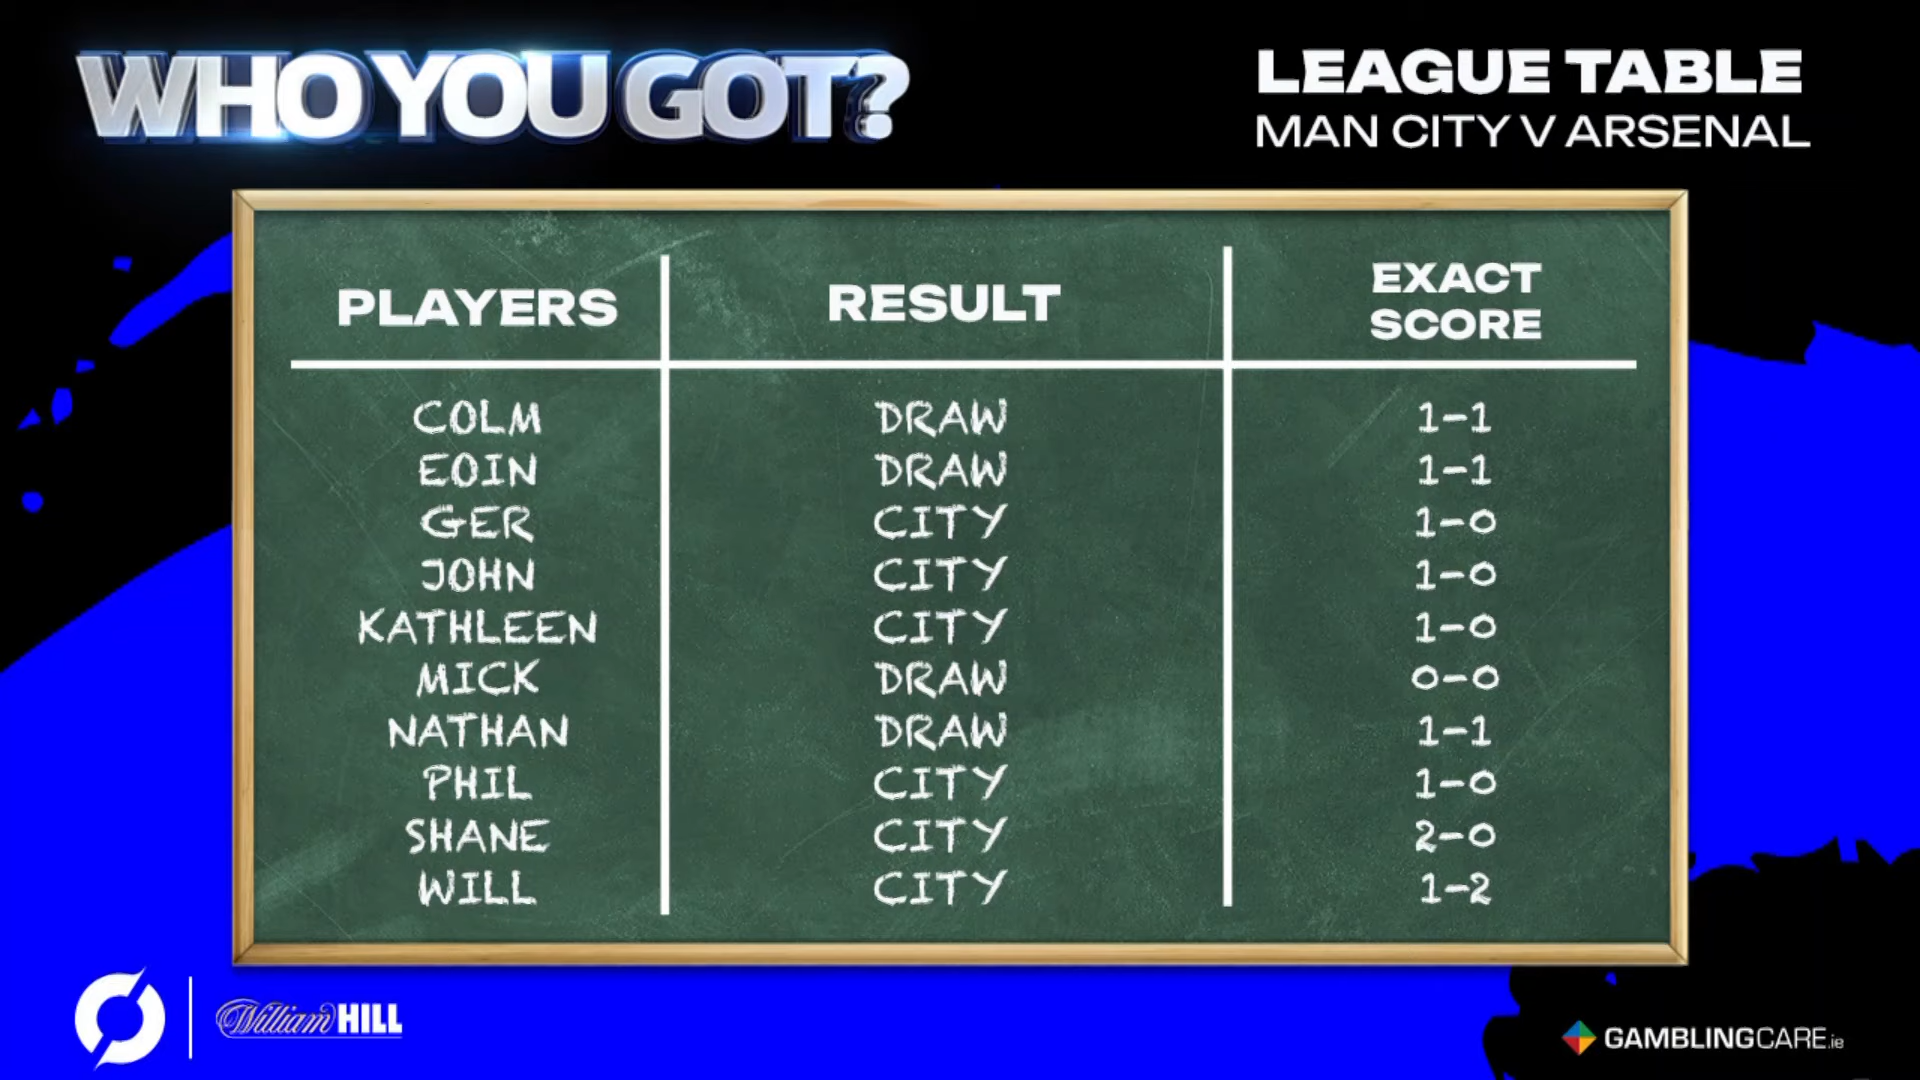 WHO YOU GOT?
LEAGUE TABLE
MAN CITY V ARSENAL
PLAYERS RESULT EXACT SCORE
COLM DRAW 1-1
EOIN DRAW 1-1
GER CITY 1-0
JOHN CITY 1-0
KATHLEEN CITY 1-0
MICK DRAW 0-0
NATHAN DRAW 1-1
PHIL CITY 1-0
SHANE CITY 2-0
WILL CITY 1-2
William HILL
GAMBLINGCARE.ie